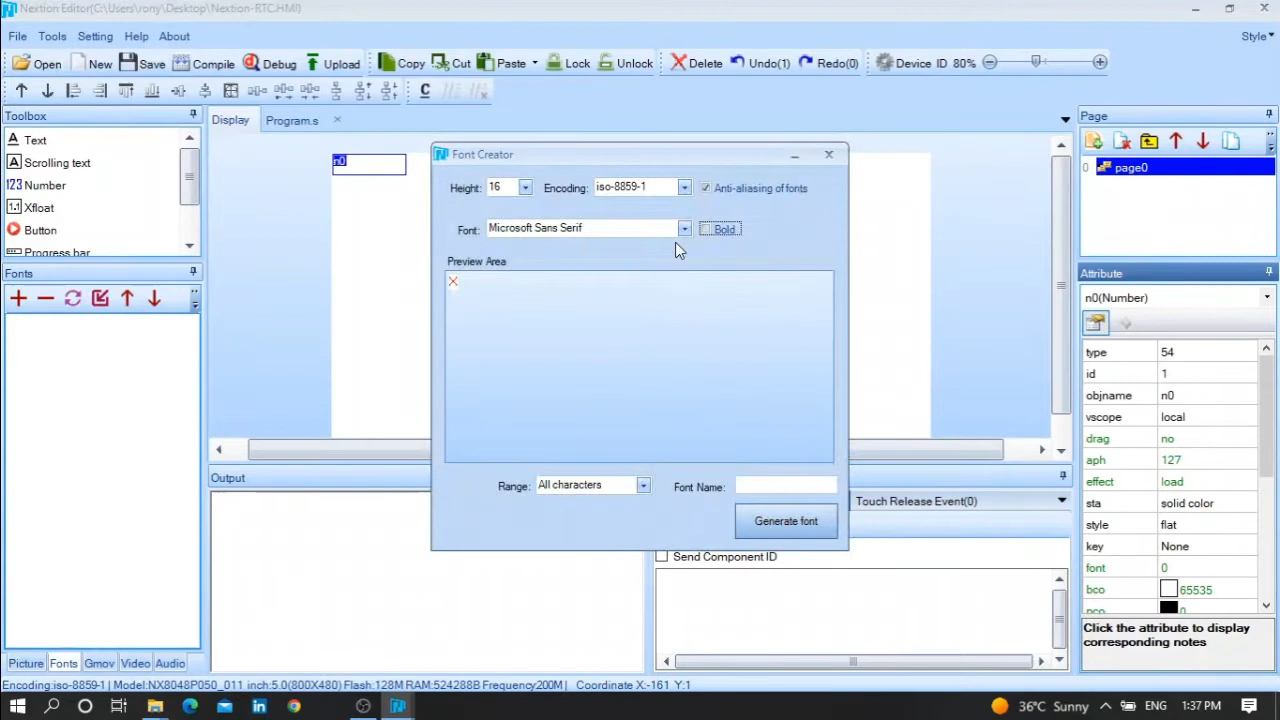 Nextion Editor(C:\Users\rony\Desktop\Nextion-RTC.HMI)
File Tools Setting Help About Style
Open New Save Compile Debug Upload Copy Cut Paste Lock Unlock Delete Undo(1) Redo(0) Device ID 80%
Toolbox
Text
Scrolling text
123 Number
1.1 Xfloat
Button
Progress bar
Fonts
Picture Fonts Gmov Video Audio
Display Program.s
n0
Font Creator
Height: 16 Encoding: iso-8859-1 Anti-aliasing of fonts
Font: Microsoft Sans Serif Bold
Preview Area
Range: All characters Font Name:
Generate font
Output
Touch Release Event(0)
Send Component ID
Page
0 page0
Attribute
n0(Number)
type 54
id 1
objname n0
vscope local
drag no
aph 127
effect load
sta solid color
style flat
key None
font 0
bco 65535
pco 0
Click the attribute to display
corresponding notes
Encoding:iso-8859-1 Model:NX8048P050_011 inch:5.0(800X480) Flash:128M RAM:524288B Frequency200M Coordinate X:-161 Y:1
36°C Sunny ENG 1:37 PM